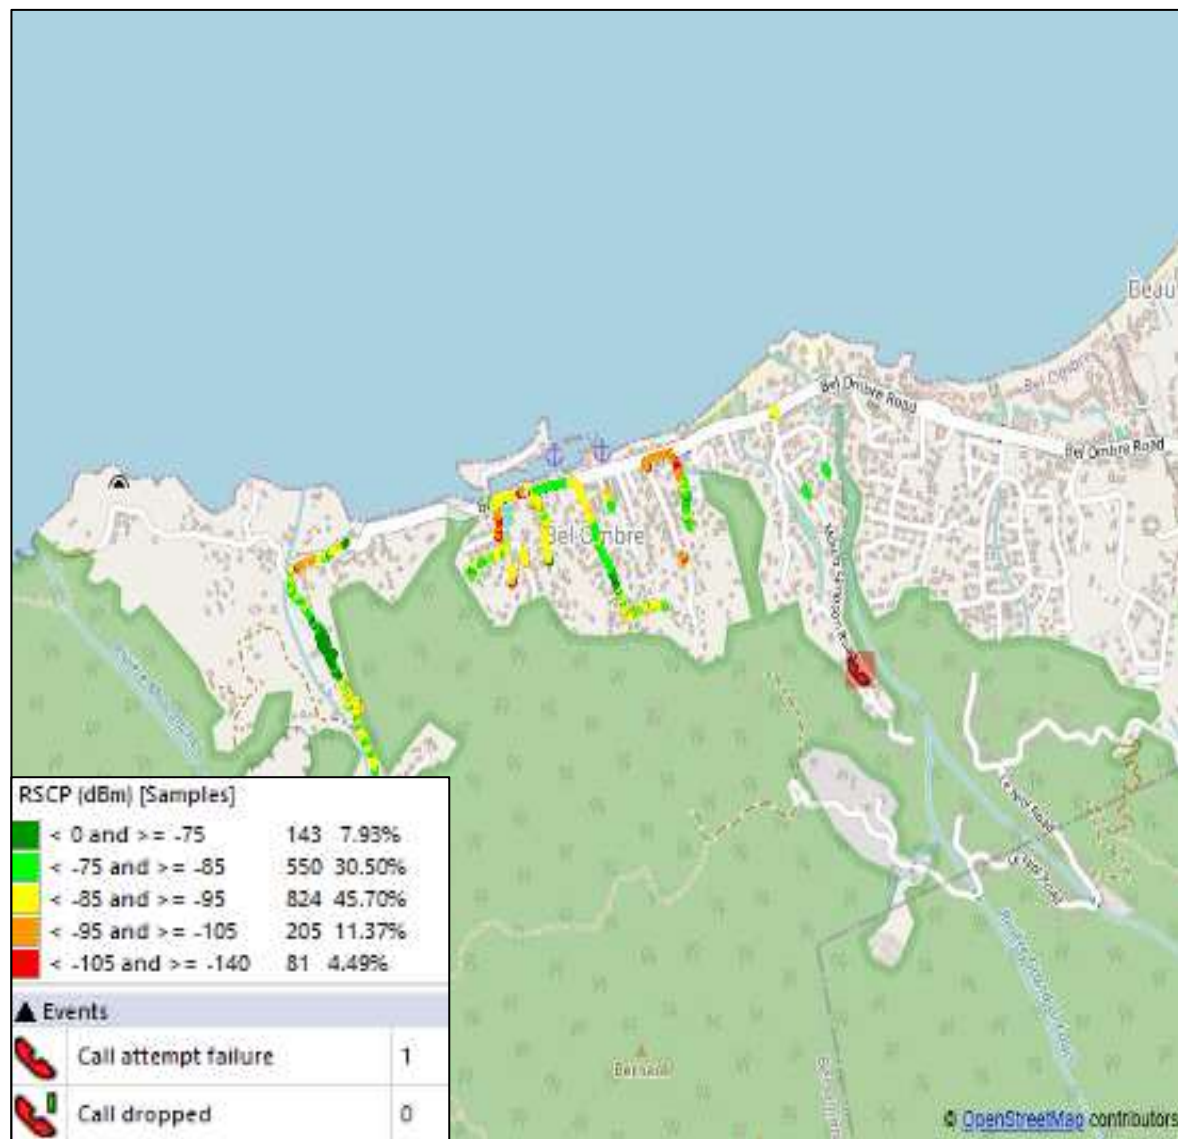 Beau
Bel Ombre
Bel Ombre Road
Bel Ombre Road
Bel Ombre
RSCP (dBm) [Samples]
< 0 and >= -75 143 7.93%
< -75 and >= -85 550 30.50%
< -85 and >= -95 824 45.70%
< -95 and >= -105 205 11.37%
< -105 and >= -140 81 4.49%
▲ Events
Call attempt failure 1
Call dropped 0
© OpenStreetMap contributors